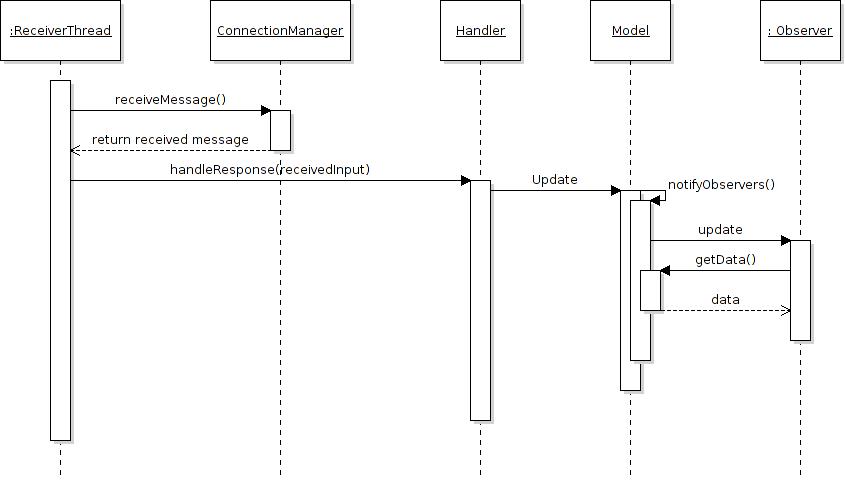 :ReceiverThread
ConnectionManager
Handler
Model
: Observer
receiveMessage()
return received message
handleResponse(receivedInput)
Update
notifyObservers()
update
getData()
data